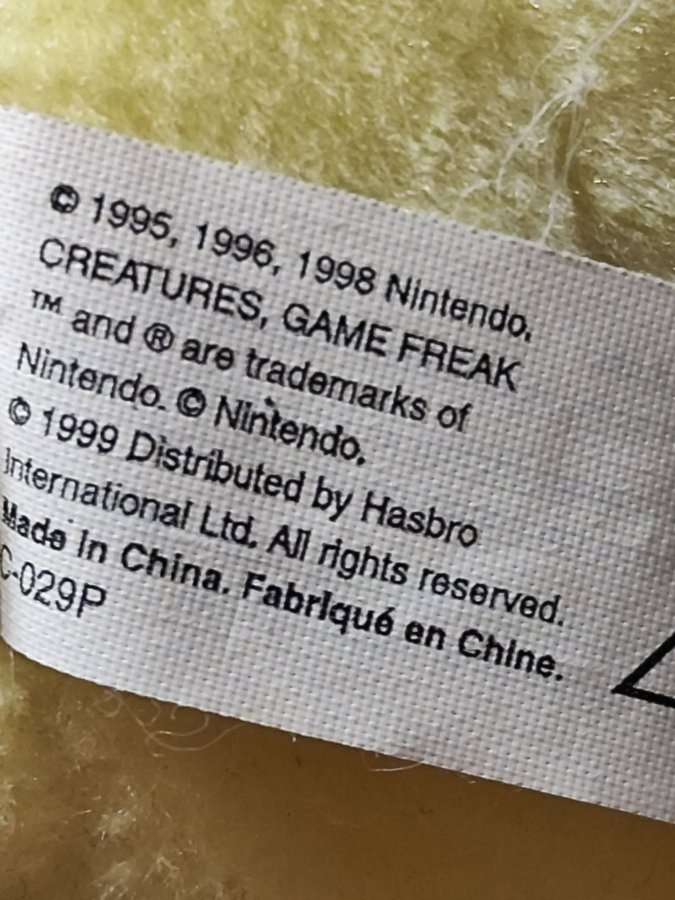 © 1995, 1996, 1998 Nintendo,
CREATURES, GAME FREAK
™ and ® are trademarks of
Nintendo. © Nintendo,
© 1999 Distributed by Hasbro
International Ltd. All rights reserved.
Made in China. Fabriqué en Chine.
C-029P